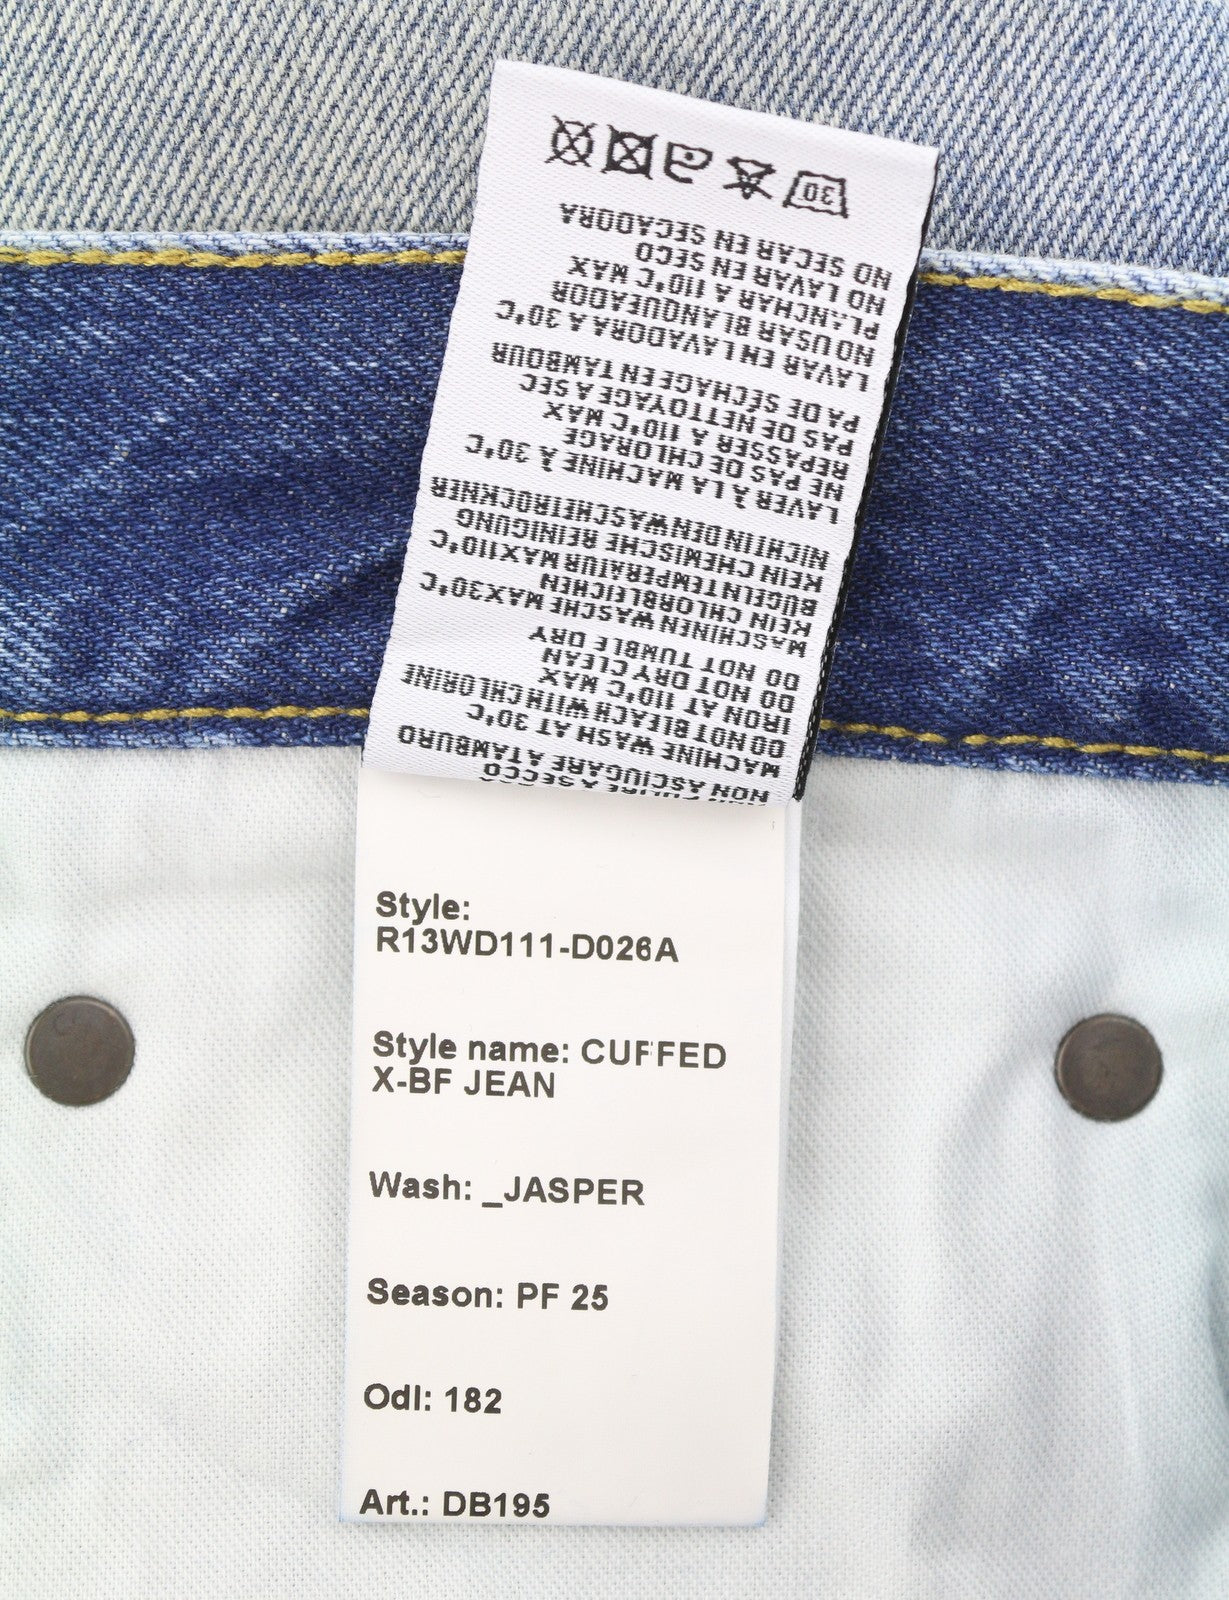 Style:
R13WD111-D026A
Style name: CUFFED
X-BF JEAN
Wash: _JASPER
Season: PF 25
Odl: 182
Art.: DB195
A SECCO
NON ASCIUGARE A TAMBURO
MACHINE WASH AT 30°C
DO NOT BLEACH WITH CHLORINE
IRON AT 110°C MAX
DO NOT DRY CLEAN
DO NOT TUMBLE DRY
MASCHINEN WASCHE MAX30°C
KEIN CHLORBLEICHEN
BÜGELNTEMPERATUR MAX110°C
KEIN CHEMISCHE REINIGUNG
NICHT IN DEN WASCHETROCKNER
LAVER À LA MACHINE À 30°C
NE PAS DE CHLORAGE
REPASSER A 110°C MAX
PAS DE NETTOYAGE A SEC
PA DE SÉCHAGE EN TAMBOUR
LAVAR EN LAVADORA A 30°C
NO USAR BLANQUEADOR
PLANCHAR A 110°C MAX
NO LAVAR EN SECO
NO SECAR EN SECADORA
30